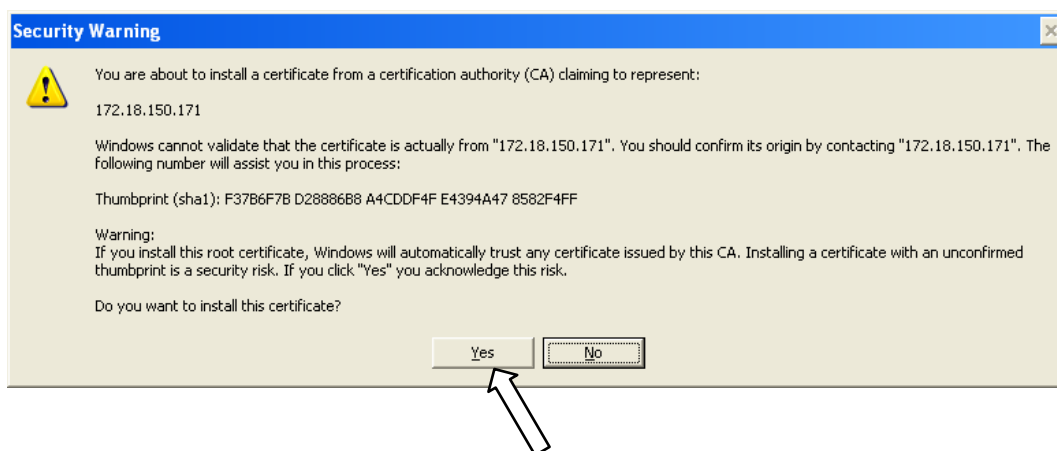 Security Warning
You are about to install a certificate from a certification authority (CA) claiming to represent:
172.18.150.171
Windows cannot validate that the certificate is actually from "172.18.150.171". You should confirm its origin by contacting "172.18.150.171". The
following number will assist you in this process:
Thumbprint (sha1): F37B6F7B D28886B8 A4CDDF4F E4394A47 8582F4FF
Warning:
If you install this root certificate, Windows will automatically trust any certificate issued by this CA. Installing a certificate with an unconfirmed
thumbprint is a security risk. If you click "Yes" you acknowledge this risk.
Do you want to install this certificate?
Yes No